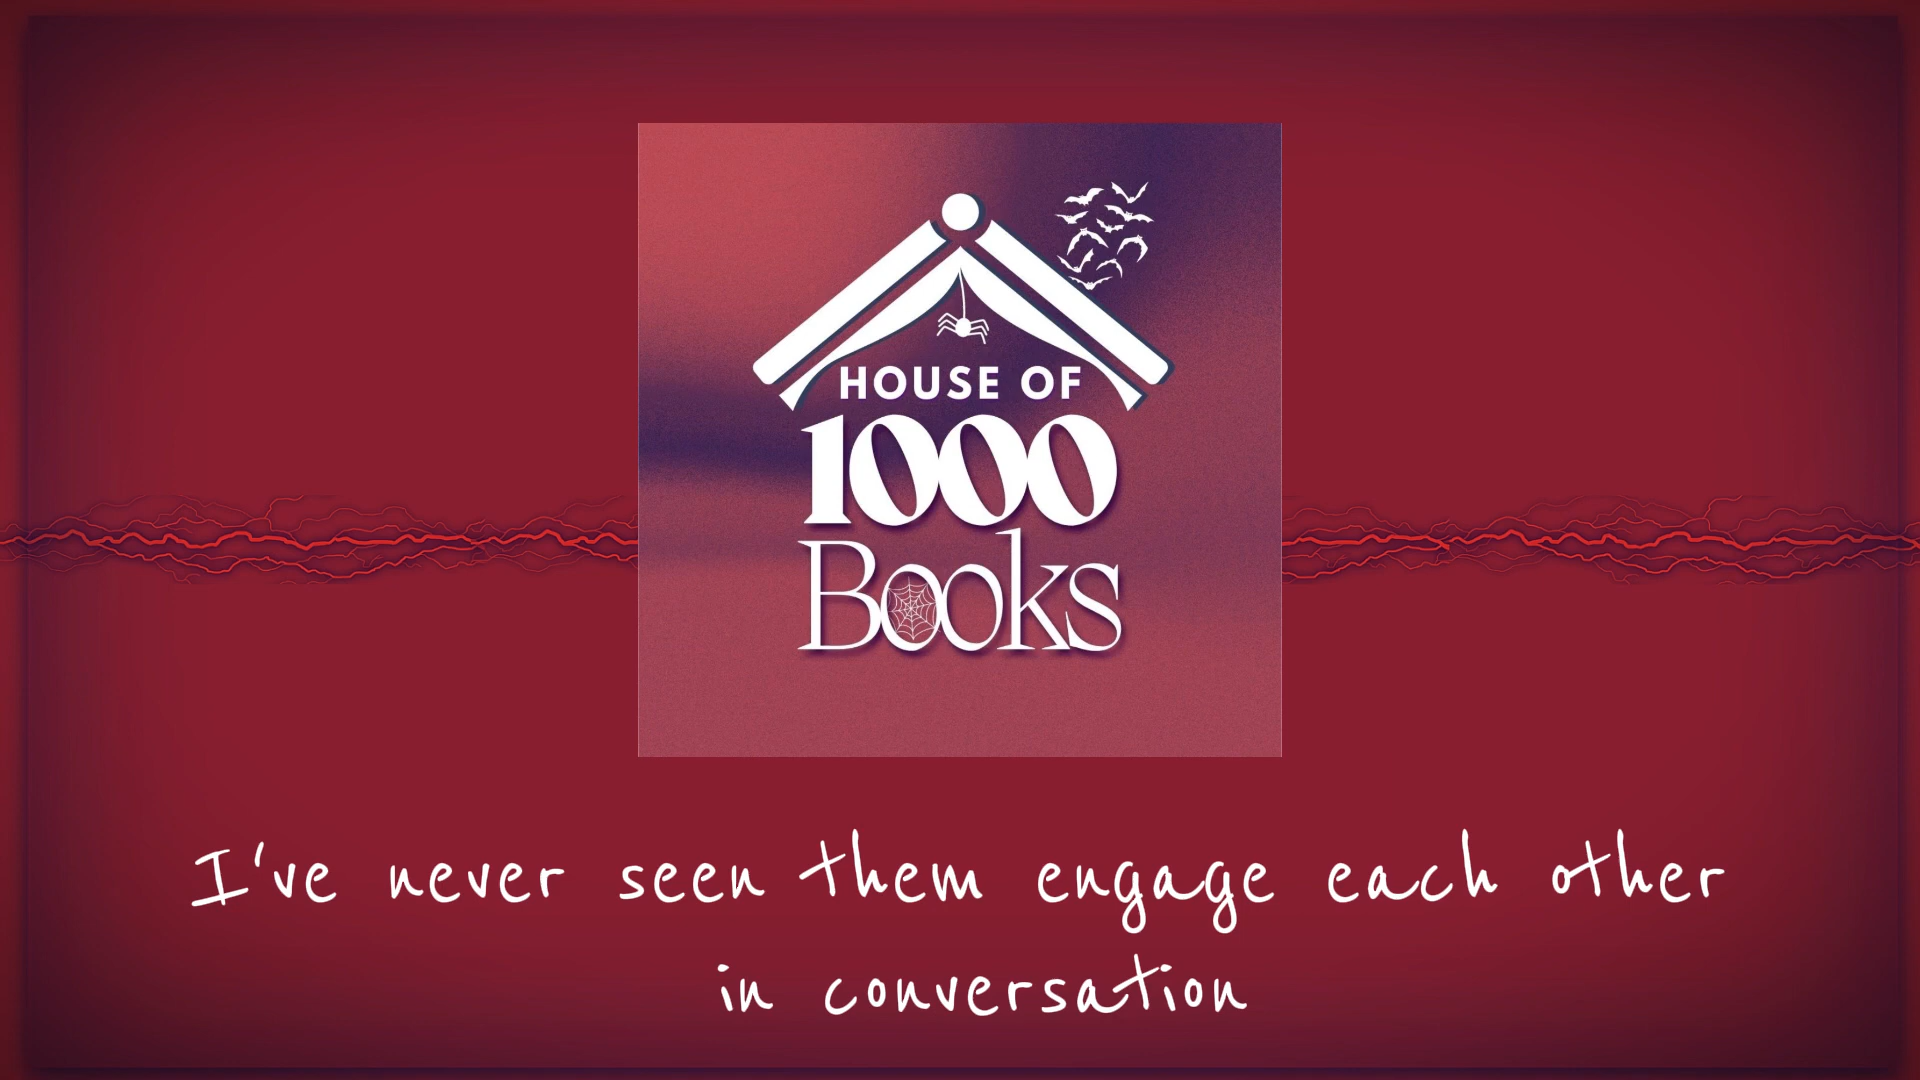 HOUSE OF
1000
Books
I've never seen them engage each other
in conversation